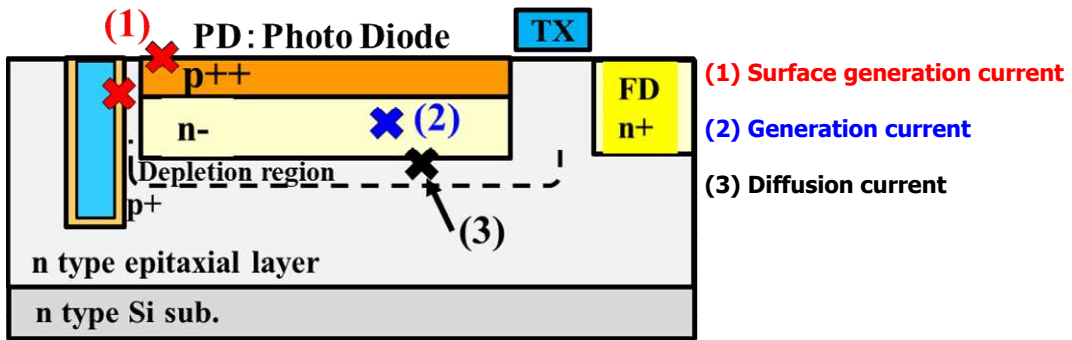 (1)
PD: Photo Diode
TX
p++
FD
n+
n-
(2)
Depletion region
p+
(3)
n type epitaxial layer
n type Si sub.
(1) Surface generation current
(2) Generation current
(3) Diffusion current